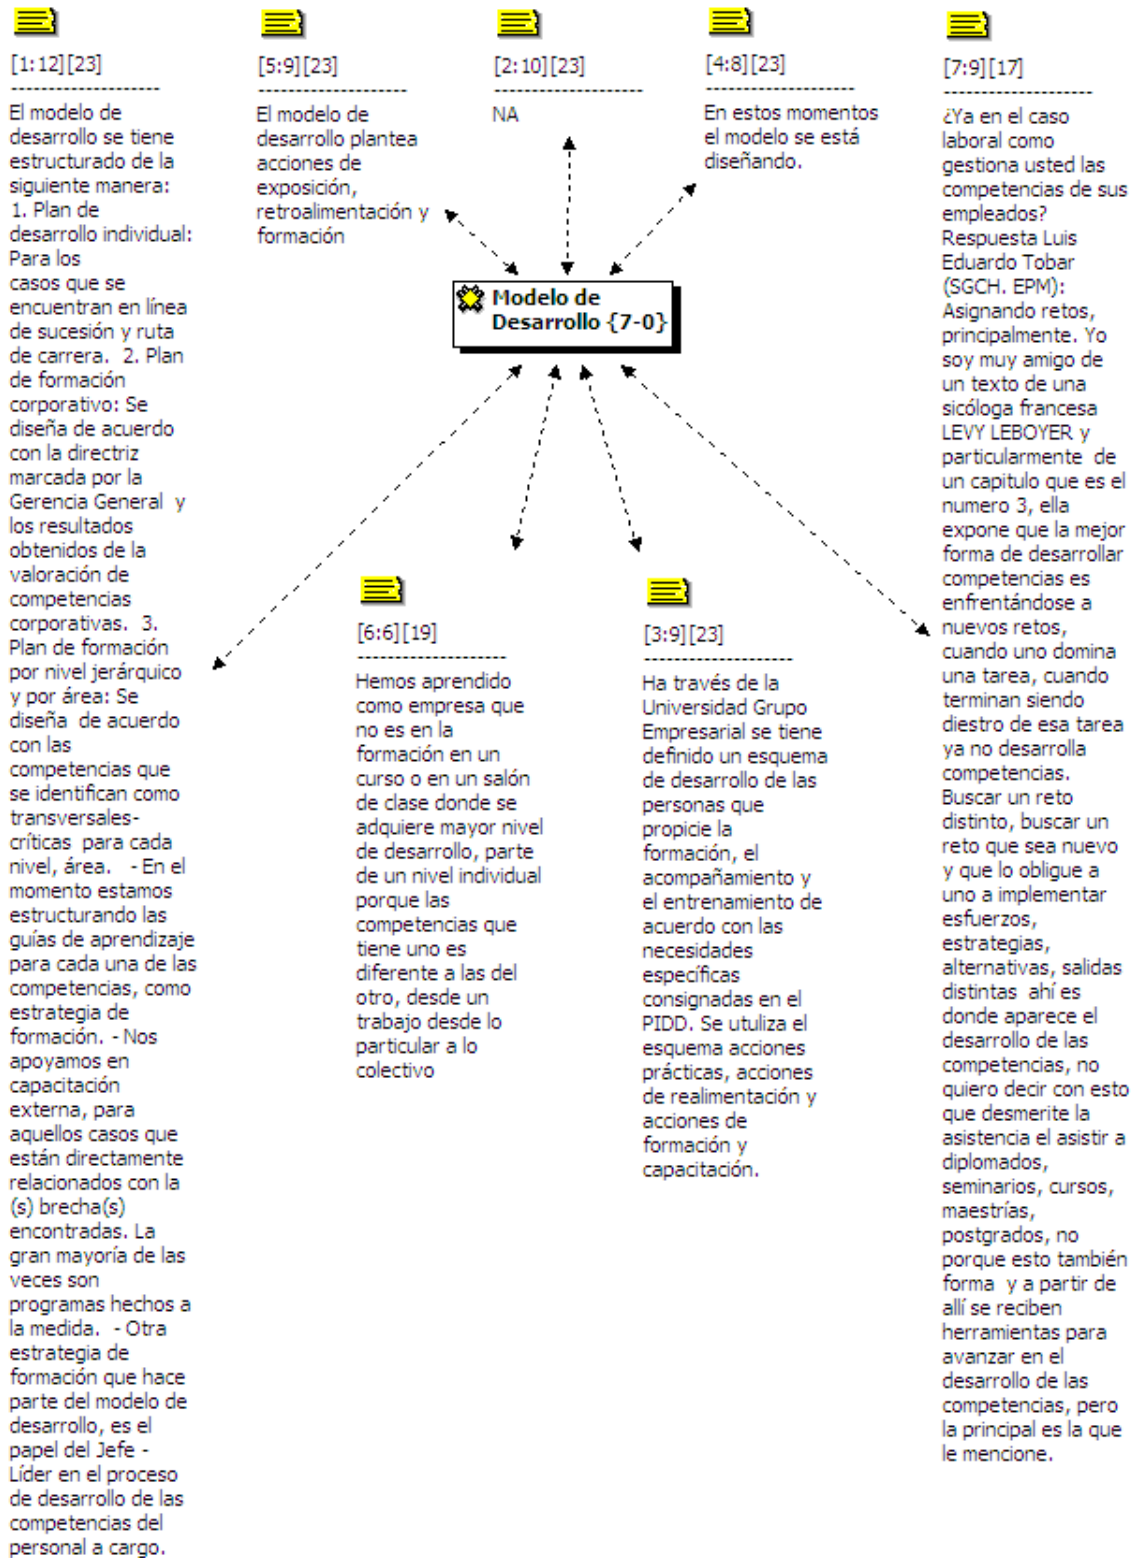 [1:12][23]
--------------------
El modelo de
desarrollo se tiene
estructurado de la
siguiente manera:
1. Plan de
desarrollo individual:
Para los
casos que se
encuentran en línea
de sucesión y ruta
de carrera.  2. Plan
de formación
corporativo: Se
diseña de acuerdo
con la directriz
marcada por la
Gerencia General  y
los resultados
obtenidos de la
valoración de
competencias
corporativas.  3.
Plan de formación
por nivel jerárquico
y por área: Se
diseña  de acuerdo
con las
competencias que
se identifican como
transversales-
críticas  para cada
nivel, área.   - En el
momento estamos
estructurando las
guías de aprendizaje
para cada una de las
competencias, como
estrategia de
formación. - Nos
apoyamos en
capacitación
externa, para
aquellos casos que
están directamente
relacionados con la
(s) brecha(s)
encontradas. La
gran mayoría de las
veces son
programas hechos a
la medida.  - Otra
estrategia de
formación que hace
parte del modelo de
desarrollo, es el
papel del Jefe -
Líder en el proceso
de desarrollo de las
competencias del
personal a cargo.
[5:9][23]
--------------------
El modelo de
desarrollo plantea
acciones de
exposición,
retroalimentación y
formación
[2:10][23]
--------------------
NA
[4:8][23]
--------------------
En estos momentos
el modelo se está
diseñando.
[7:9][17]
--------------------
¿Ya en el caso
laboral como
gestiona usted las
competencias de sus
empleados?
Respuesta Luis
Eduardo Tobar
(SGCH. EPM):
Asignando retos,
principalmente. Yo
soy muy amigo de
un texto de una
sicóloga francesa
LEVY LEBOYER y
particularmente  de
un capitulo que es el
numero 3, ella
expone que la mejor
forma de desarrollar
competencias es
enfrentándose a
nuevos retos,
cuando uno domina
una tarea, cuando
terminan siendo
diestro de esa tarea
ya no desarrolla
competencias.
Buscar un reto
distinto, buscar un
reto que sea nuevo
y que lo obligue a
uno a implementar
esfuerzos,
estrategias,
alternativas, salidas
distintas  ahí es
donde aparece el
desarrollo de las
competencias, no
quiero decir con esto
que desmerite la
asistencia el asistir a
diplomados,
seminarios, cursos,
maestrías,
postgrados, no
porque esto también
forma  y a partir de
allí se reciben
herramientas para
avanzar en el
desarrollo de las
competencias, pero
la principal es la que
le mencione.
Modelo de
Desarrollo {7-0}
[6:6][19]
--------------------
Hemos aprendido
como empresa que
no es en la
formación en un
curso o en un salón
de clase donde se
adquiere mayor nivel
de desarrollo, parte
de un nivel individual
porque las
competencias que
tiene uno es
diferente a las del
otro, desde un
trabajo desde lo
particular a lo
colectivo
[3:9][23]
--------------------
Ha través de la
Universidad Grupo
Empresarial se tiene
definido un esquema
de desarrollo de las
personas que
propicie la
formación, el
acompañamiento y
el entrenamiento de
acuerdo con las
necesidades
específicas
consignadas en el
PIDD. Se utuliza el
esquema acciones
prácticas, acciones
de realimentación y
acciones de
formación y
capacitación.